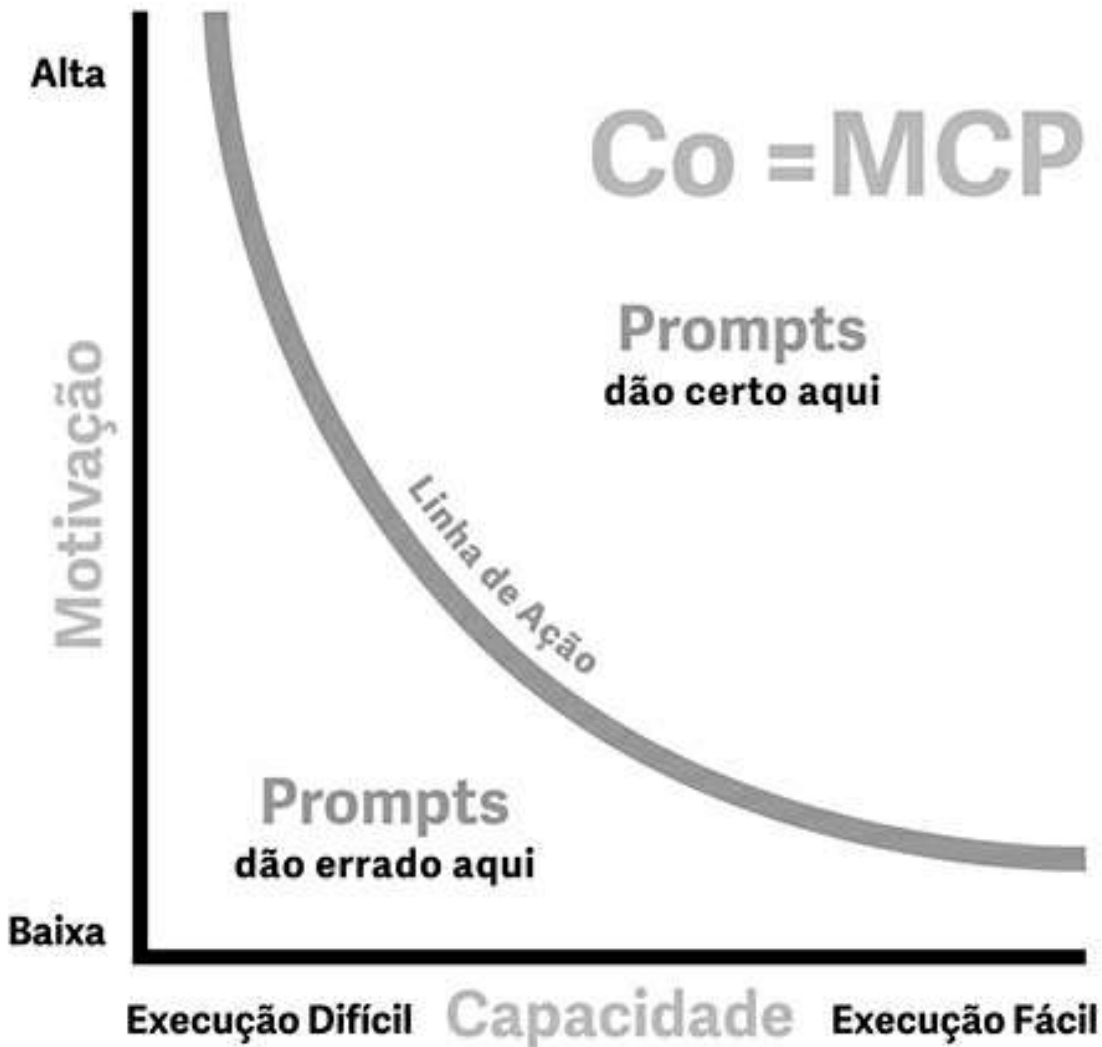 Alta
Co = MCP
Prompts
dão certo aqui
Motivação
Linha de Ação
Prompts
dão errado aqui
Baixa
Execução Difícil
Capacidade
Execução Fácil